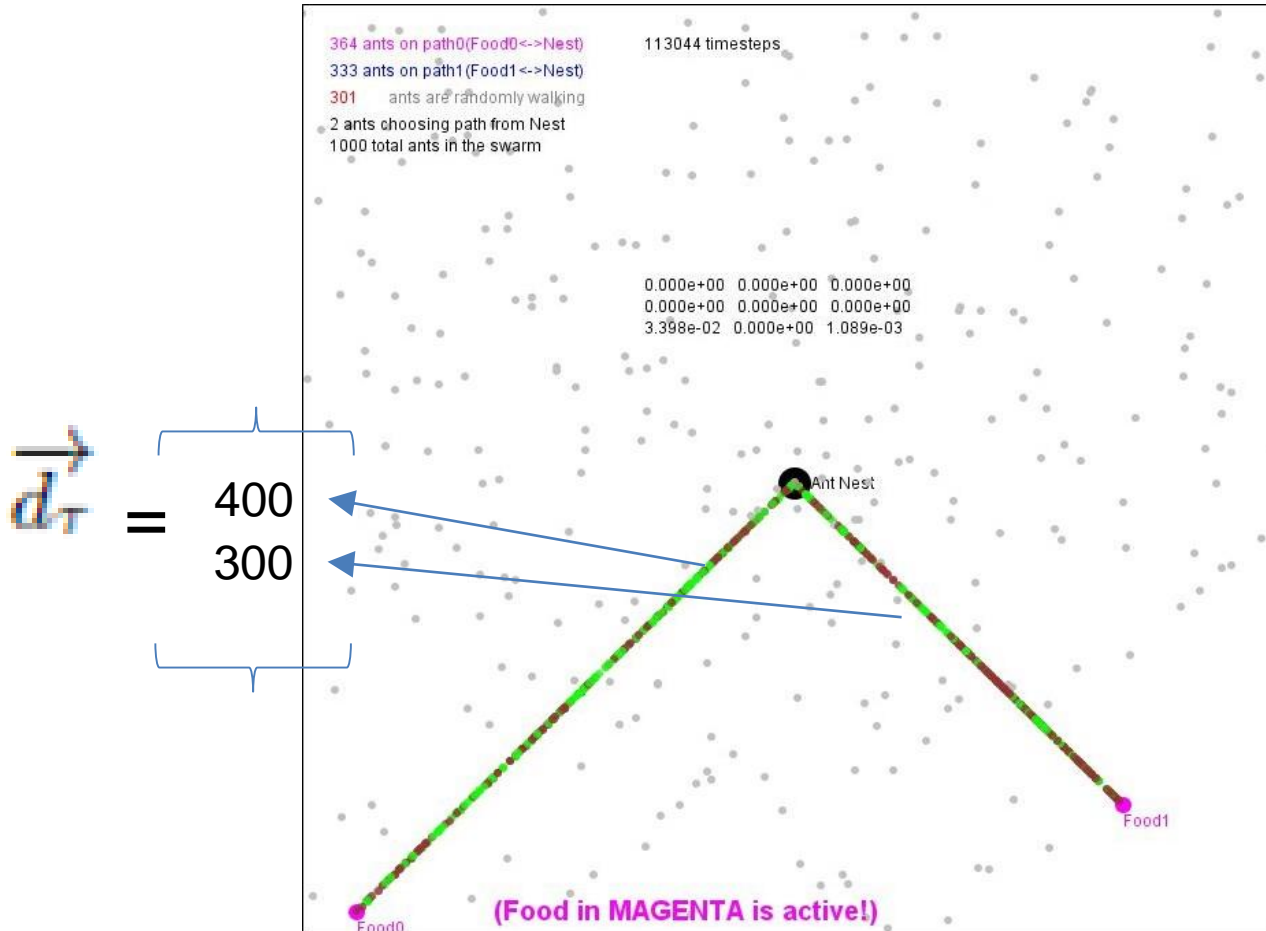 364 ants on path0(Food0<->Nest)
113044 timesteps
333 ants on path1(Food1<->Nest)
301 ants are randomly walking
2 ants choosing path from Nest
1000 total ants in the swarm
0.000e+00 0.000e+00 0.000e+00
0.000e+00 0.000e+00 0.000e+00
3.398e-02 0.000e+00 1.089e-03
d =
400
300
Ant Nest
Food1
(Food in MAGENTA is active!)
Food0